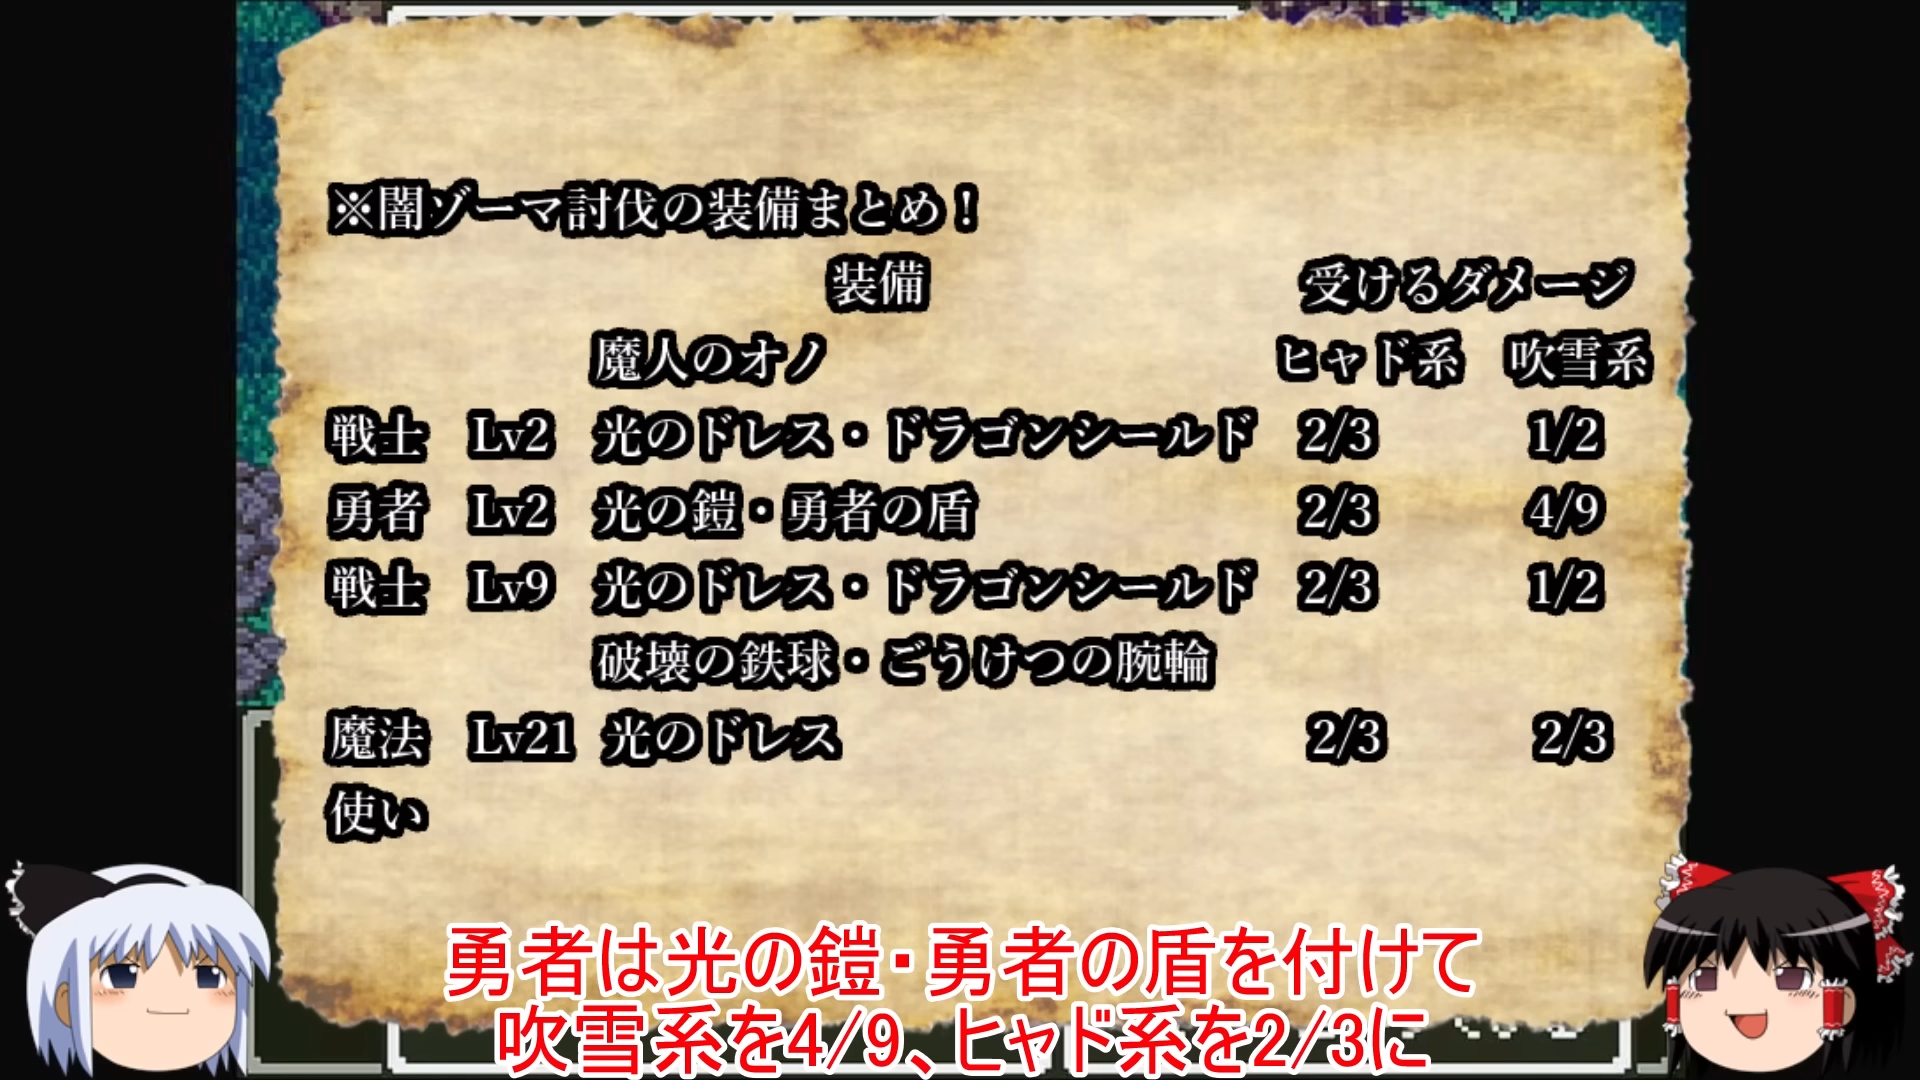 ※闇ゾーマ討伐の装備まとめ！
装備 受けるダメージ
魔人のオノ ヒャド系 吹雪系
戦士 Lv2 光のドレス・ドラゴンシールド 2/3 1/2
勇者 Lv2 光の鎧・勇者の盾 2/3 4/9
戦士 Lv9 光のドレス・ドラゴンシールド 2/3 1/2
破壊の鉄球・ごうけつの腕輪
魔法 Lv21 光のドレス 2/3 2/3
使い
勇者は光の鎧・勇者の盾を付けて
吹雪系を4/9、ヒャド系を2/3に